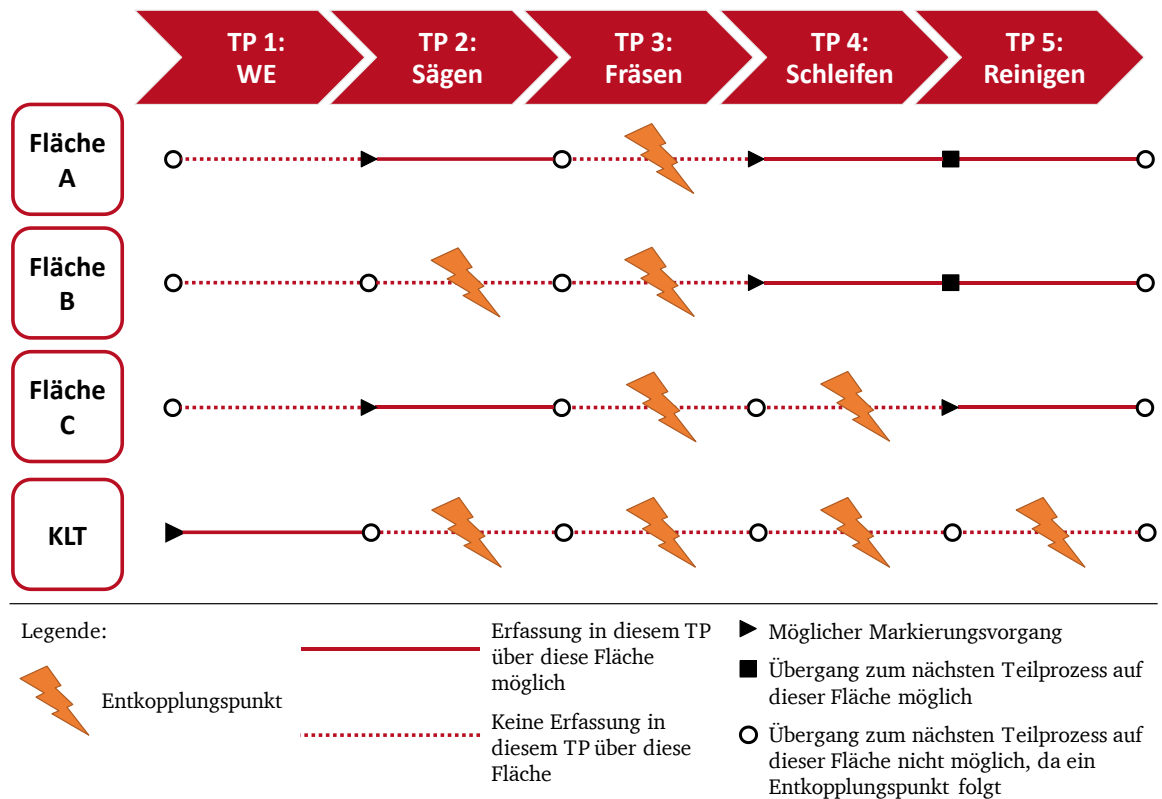 TP 1:
WE
TP 2:
Sägen
TP 3:
Fräsen
TP 4:
Schleifen
TP 5:
Reinigen
Fläche
A
Fläche
B
Fläche
C
KLT
Legende:
Entkopplungspunkt
Erfassung in diesem TP
über diese Fläche
möglich
Keine Erfassung in
diesem TP über diese
Fläche
Möglicher Markierungsvorgang
Übergang zum nächsten Teilprozess auf
dieser Fläche möglich
Übergang zum nächsten Teilprozess auf
dieser Fläche nicht möglich, da ein
Entkopplungspunkt folgt